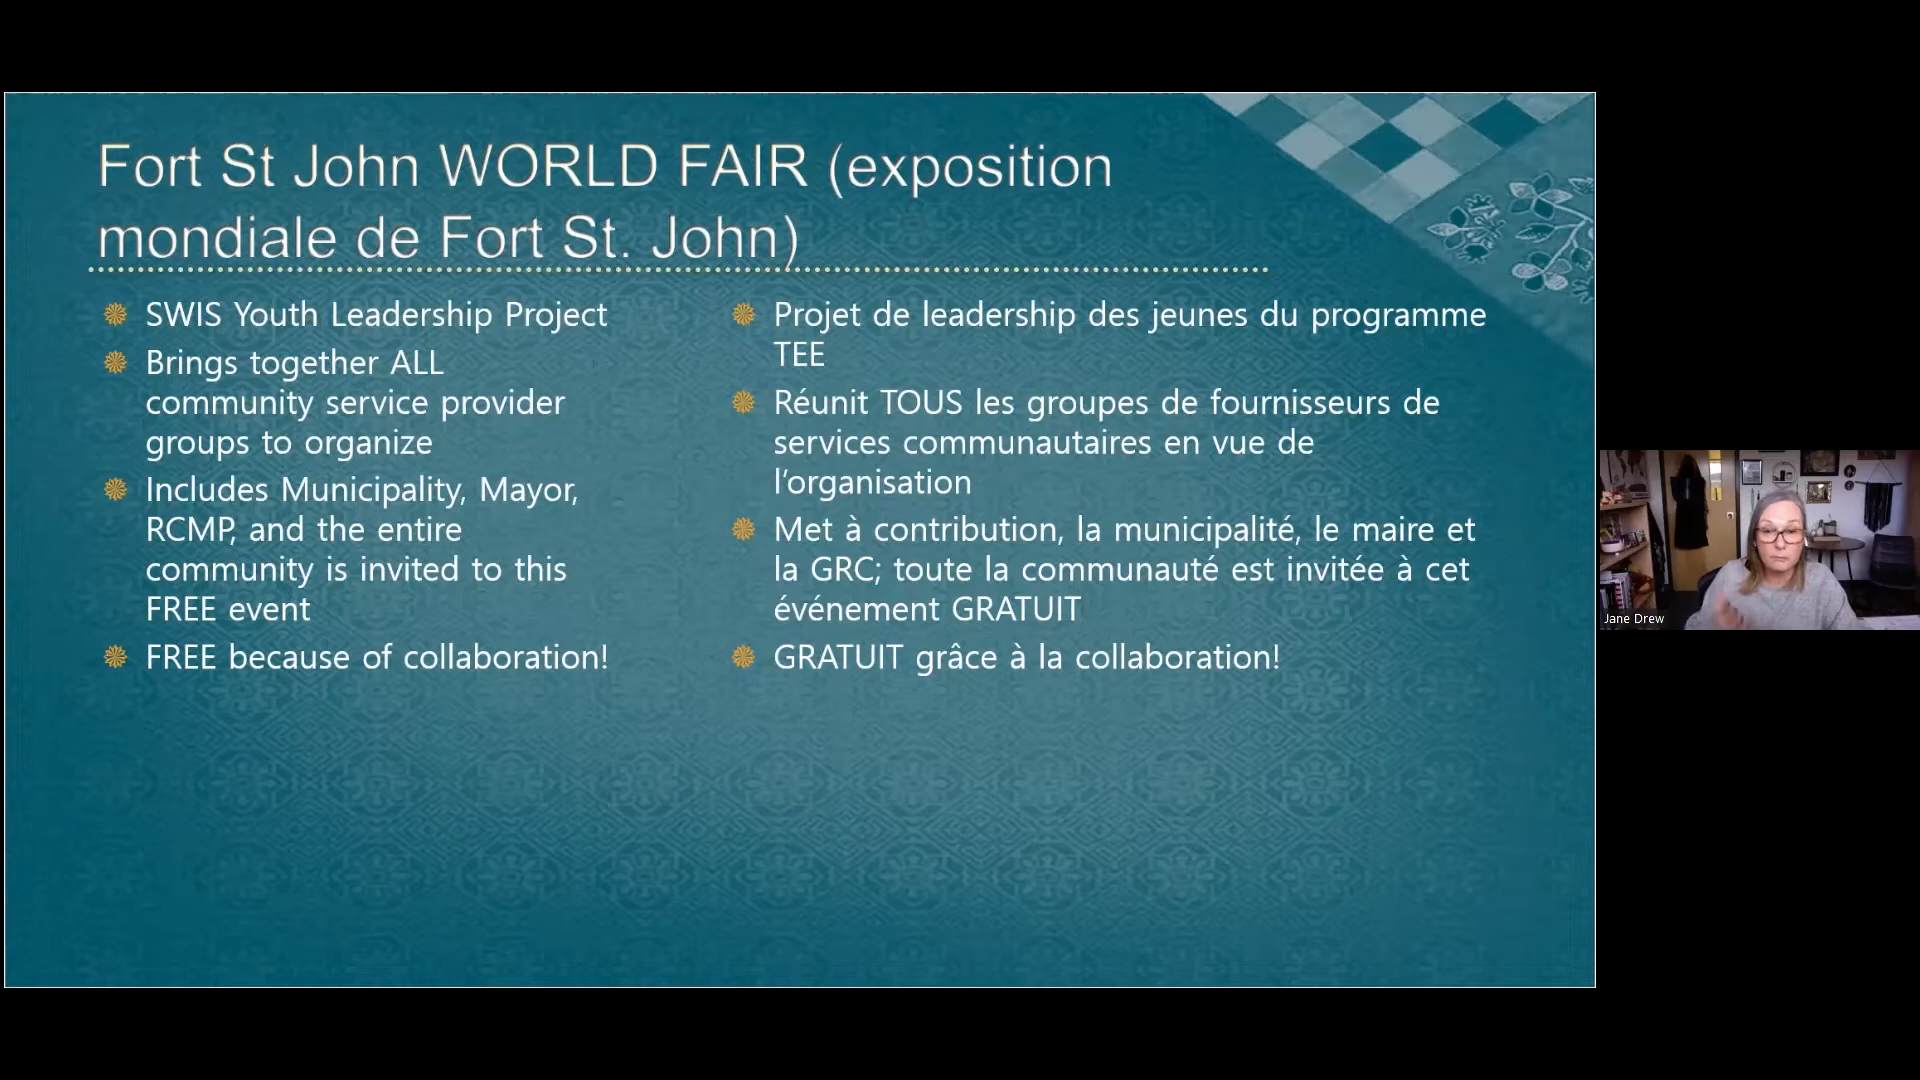 Fort St John WORLD FAIR (exposition
mondiale de Fort St. John)
SWIS Youth Leadership Project
Brings together ALL
community service provider
groups to organize
Includes Municipality, Mayor,
RCMP, and the entire
community is invited to this
FREE event
FREE because of collaboration!
Projet de leadership des jeunes du programme
TEE
Réunit TOUS les groupes de fournisseurs de
services communautaires en vue de
l’organisation
Met à contribution, la municipalité, le maire et
la GRC; toute la communauté est invitée à cet
événement GRATUIT
GRATUIT grâce à la collaboration!
Jane Drew